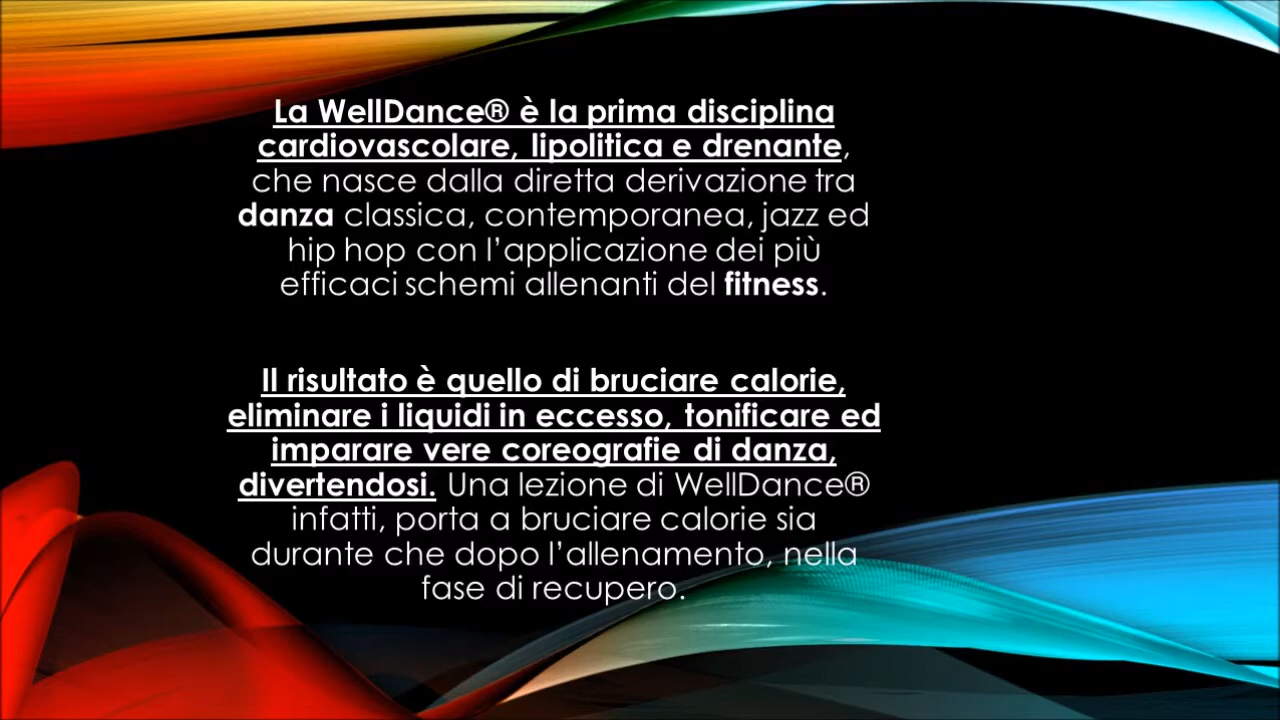 La WellDance® è la prima disciplina
cardiovascolare, lipolitica e drenante,
che nasce dalla diretta derivazione tra
danza classica, contemporanea, jazz ed
hip hop con l’applicazione dei più
efficaci schemi allenanti del fitness.
Il risultato è quello di bruciare calorie,
eliminare i liquidi in eccesso, tonificare ed
imparare vere coreografie di danza,
divertendosi. Una lezione di WellDance®
infatti, porta a bruciare calorie sia
durante che dopo l’allenamento, nella
fase di recupero.